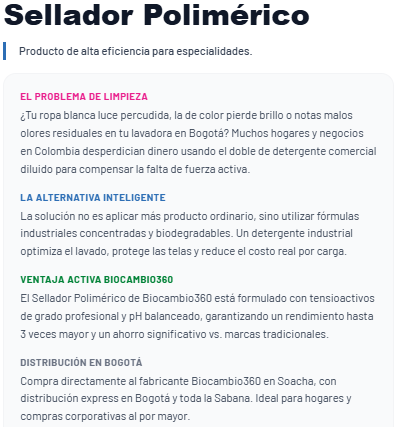 Sellador Polimérico
Producto de alta eficiencia para especialidades.
EL PROBLEMA DE LIMPIEZA
¿Tu ropa blanca luce percudida, la de color pierde brillo o notas malos
olores residuales en tu lavadora en Bogotá? Muchos hogares y negocios
en Colombia desperdician dinero usando el doble de detergente comercial
diluido para compensar la falta de fuerza activa.
LA ALTERNATIVA INTELIGENTE
La solución no es aplicar más producto ordinario, sino utilizar fórmulas
industriales concentradas y biodegradables. Un detergente industrial
optimiza el lavado, protege las telas y reduce el costo real por carga.
VENTAJA ACTIVA BIOCAMBIO360
El Sellador Polimérico de Biocambio360 está formulado con tensioactivos
de grado profesional y pH balanceado, garantizando un rendimiento hasta
3 veces mayor y un ahorro significativo vs. marcas tradicionales.
DISTRIBUCIÓN EN BOGOTÁ
Compra directamente al fabricante Biocambio360 en Soacha, con
distribución express en Bogotá y toda la Sabana. Ideal para hogares y
compras corporativas al por mayor.